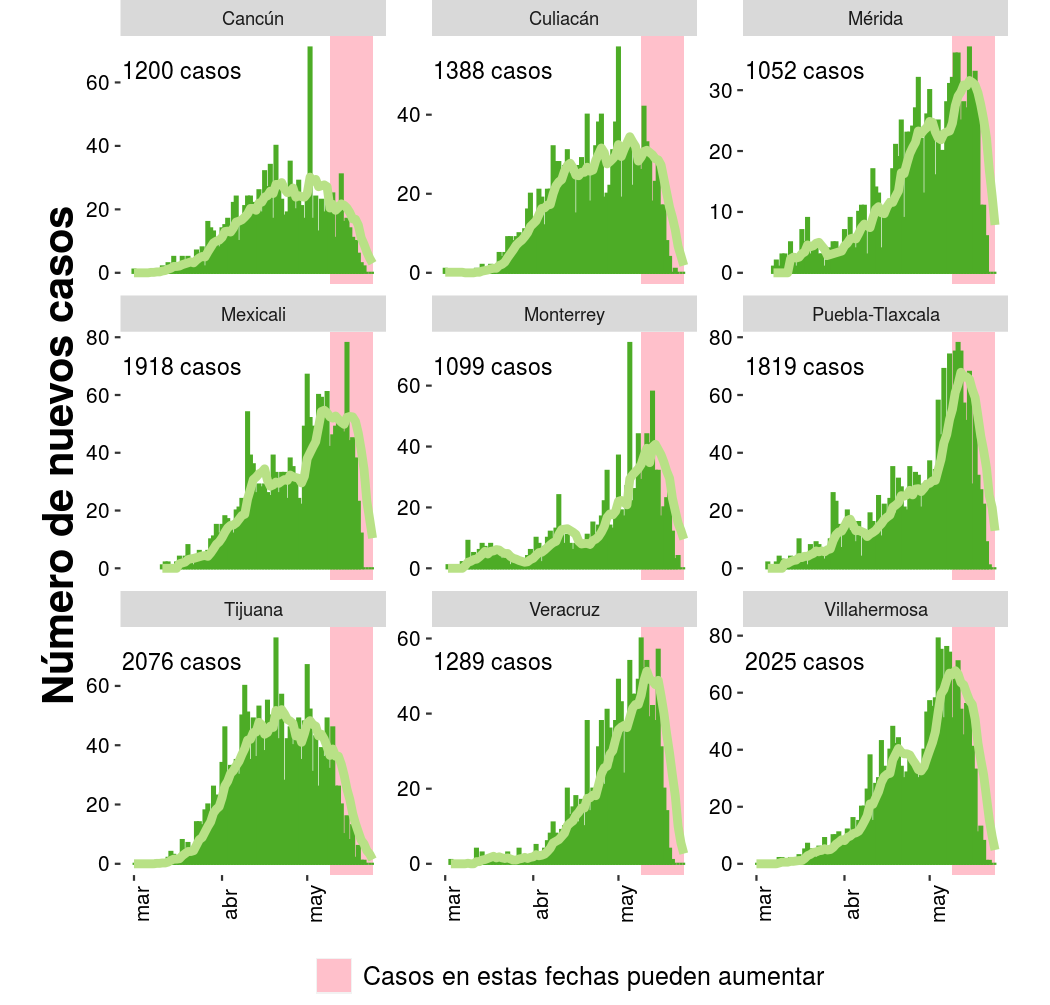 Cancún
Culiacán
Mérida
1200 casos
1388 casos
1052 casos
60
40
20
0
40
20
0
30
20
10
0
Mexicali
Monterrey
Puebla-Tlaxcala
1918 casos
1099 casos
1819 casos
80
60
40
20
0
60
40
20
0
80
60
40
20
0
Tijuana
Veracruz
Villahermosa
2076 casos
1289 casos
2025 casos
60
40
20
0
60
40
20
0
80
60
40
20
0
mar
abr
may
mar
abr
may
mar
abr
may
Número de nuevos casos
Casos en estas fechas pueden aumentar